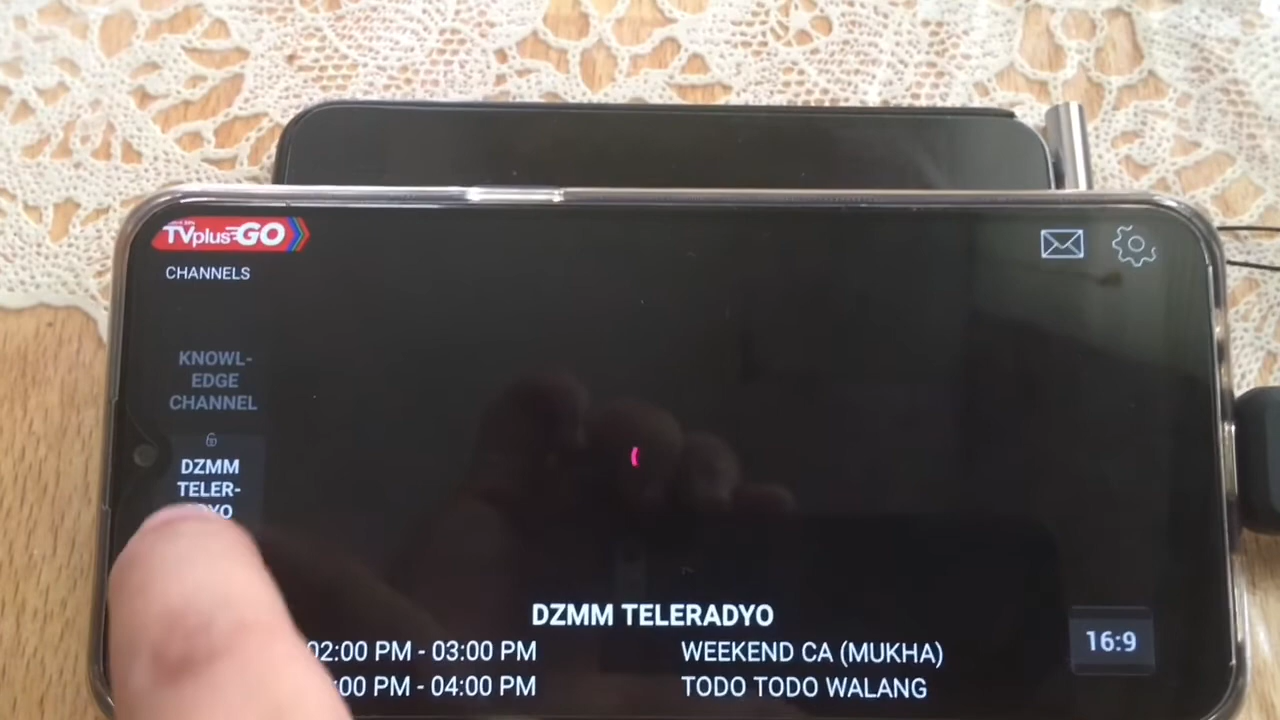 TVplus GO
CHANNELS
KNOWL-
EDGE
CHANNEL
DZMM
TELER-
DZMM TELERADYO
02:00 PM - 03:00 PM WEEKEND CA (MUKHA)
:00 PM - 04:00 PM TODO TODO WALANG
16:9